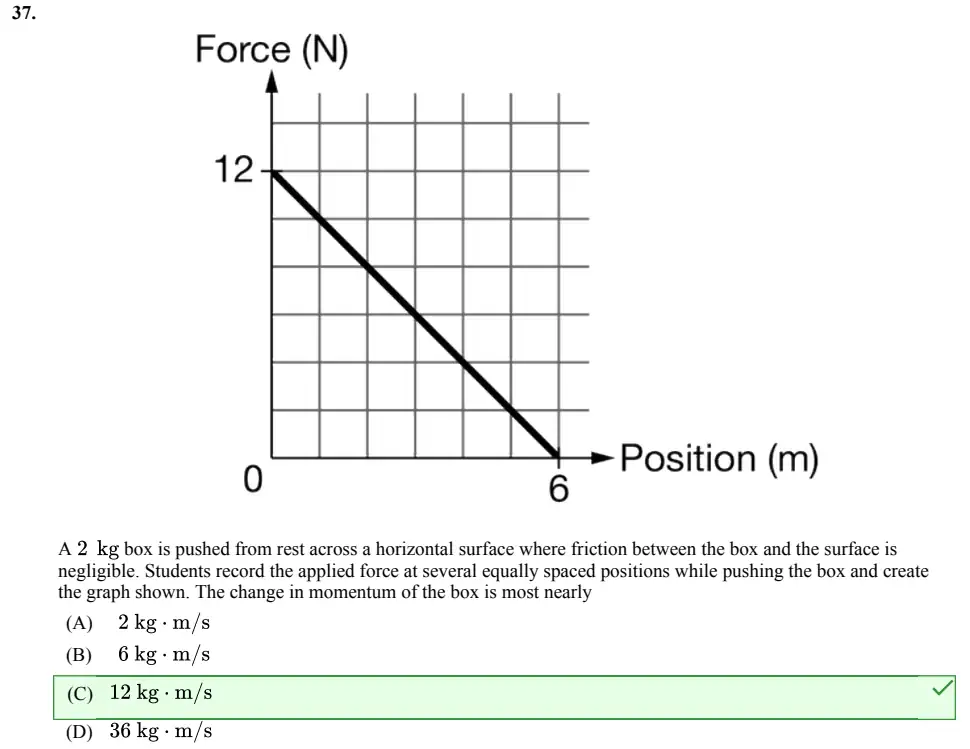 37.
Force (N)
12
0
6
Position (m)
A 2 kg box is pushed from rest across a horizontal surface where friction between the box and the surface is
negligible. Students record the applied force at several equally spaced positions while pushing the box and create
the graph shown. The change in momentum of the box is most nearly
(A) 2 kg · m/s
(B) 6 kg · m/s
(C) 12 kg · m/s
(D) 36 kg · m/s